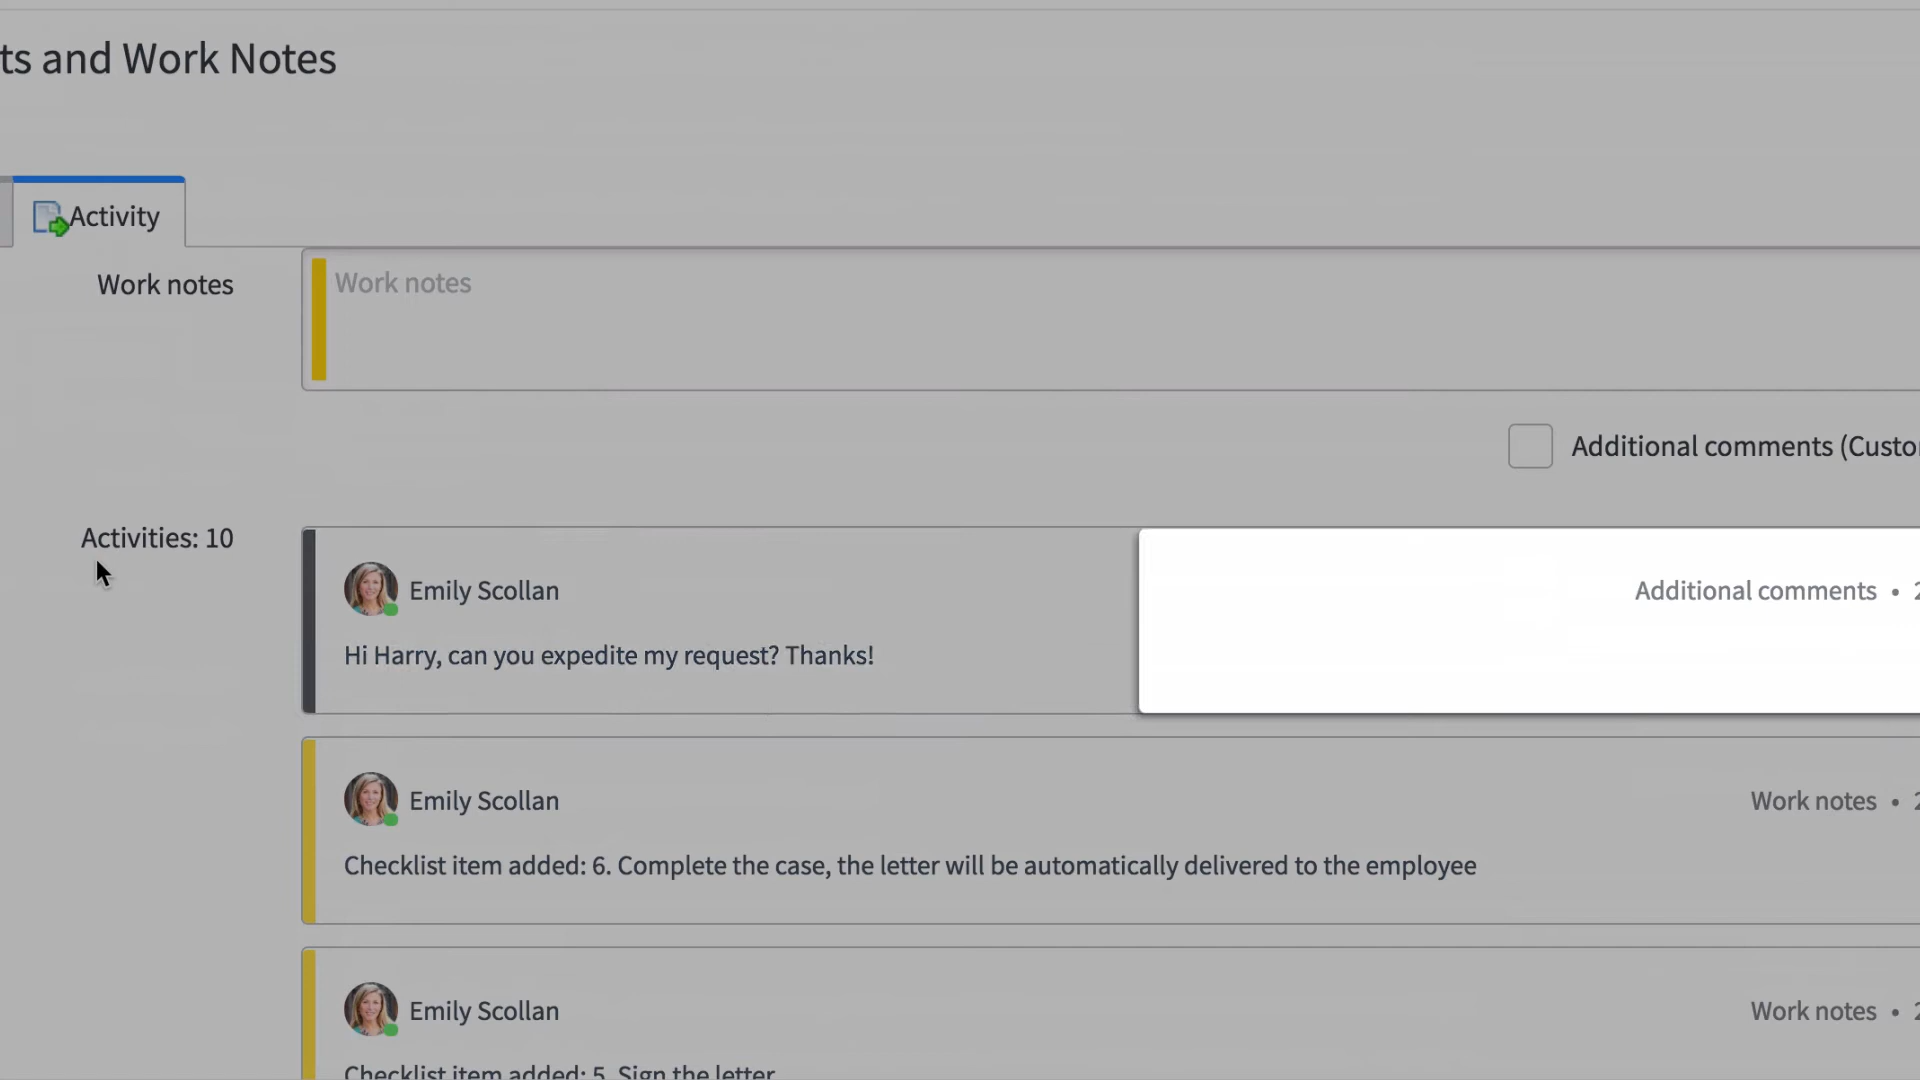 ts and Work Notes
Activity
Work notes
Work notes
Additional comments (Custo
Activities: 10
Emily Scollan
Additional comments • 2
Hi Harry, can you expedite my request? Thanks!
Emily Scollan
Work notes • 2
Checklist item added: 6. Complete the case, the letter will be automatically delivered to the employee
Emily Scollan
Work notes • 2
Checklist item added: 5. Sign the letter